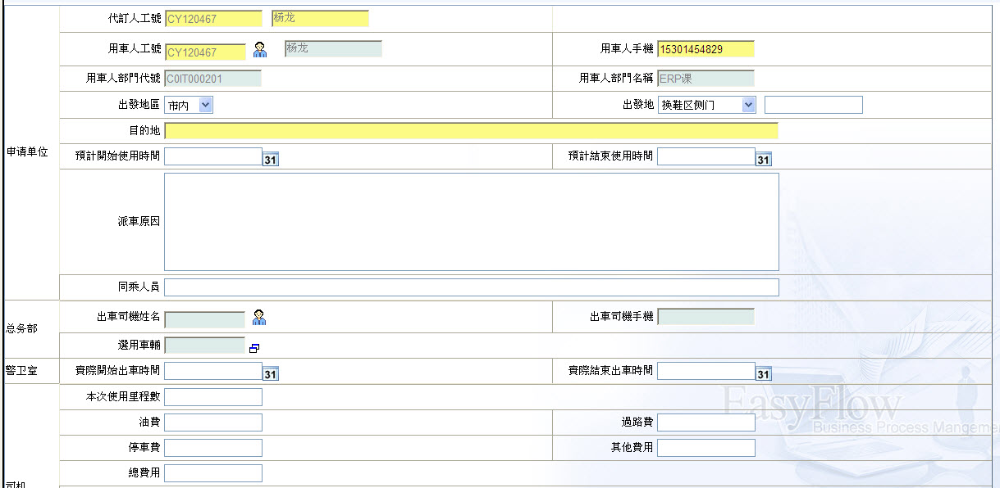 代訂人工號 CY120467 杨龙
用車人工號 CY120467 杨龙 用車人手機 15301454829
用車人部門代號 C0IT000201 用車人部門名稱 ERP课
出發地區 市内 出發地 换鞋区侧门
目的地
申请单位
預計開始使用時間 31 預計結束使用時間 31
派車原因
同乘人员
出車司機姓名 出車司機手機
总务部
選用車輛
警卫室 實際開始出車時間 31 實際結束出車時間 31
本次使用里程數
EasyFlow
Business Process Mangeme
油費 過路費
停車費 其他費用
總費用
司机